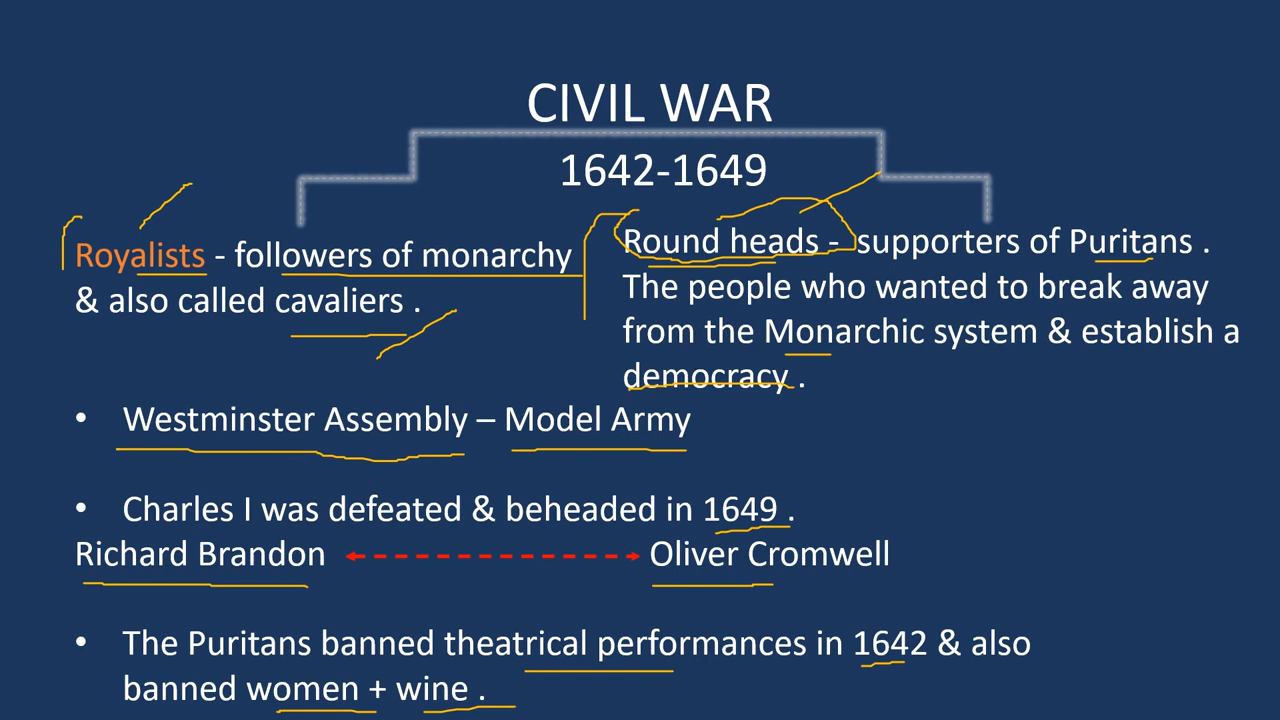 CIVIL WAR
1642-1649
Royalists - followers of monarchy
& also called cavaliers .
Round heads - supporters of Puritans .
The people who wanted to break away
from the Monarchic system & establish a
democracy .
• Westminster Assembly – Model Army
• Charles I was defeated & beheaded in 1649 .
Richard Brandon Oliver Cromwell
• The Puritans banned theatrical performances in 1642 & also
banned women + wine .